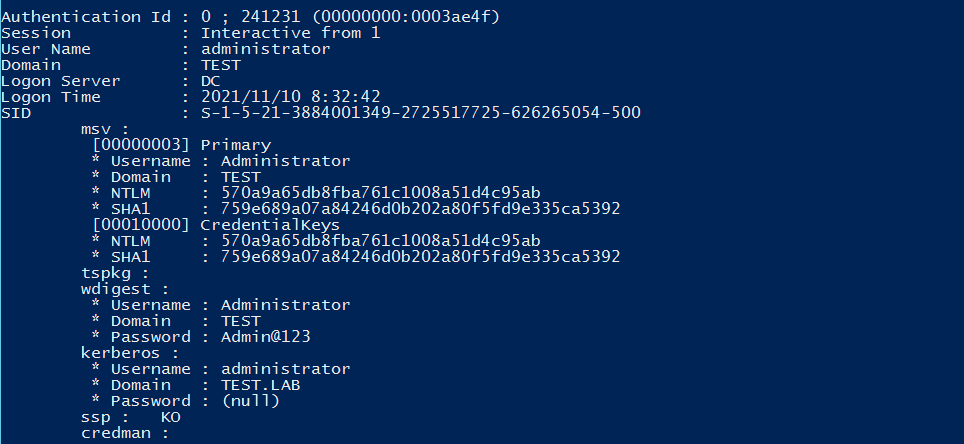 Authentication Id : 0 ; 241231 (00000000:0003ae4f)
Session           : Interactive from 1
User Name         : administrator
Domain            : TEST
Logon Server      : DC
Logon Time        : 2021/11/10 8:32:42
SID               : S-1-5-21-3884001349-2725517725-626265054-500
        msv :
         [00000003] Primary
         * Username : Administrator
         * Domain   : TEST
         * NTLM     : 570a9a65db8fba761c1008a51d4c95ab
         * SHA1     : 759e689a07a84246d0b202a80f5fd9e335ca5392
         [00010000] CredentialKeys
         * NTLM     : 570a9a65db8fba761c1008a51d4c95ab
         * SHA1     : 759e689a07a84246d0b202a80f5fd9e335ca5392
        tspkg :
        wdigest :
         * Username : Administrator
         * Domain   : TEST
         * Password : Admin@123
        kerberos :
         * Username : administrator
         * Domain   : TEST.LAB
         * Password : (null)
        ssp :   KO
        credman :